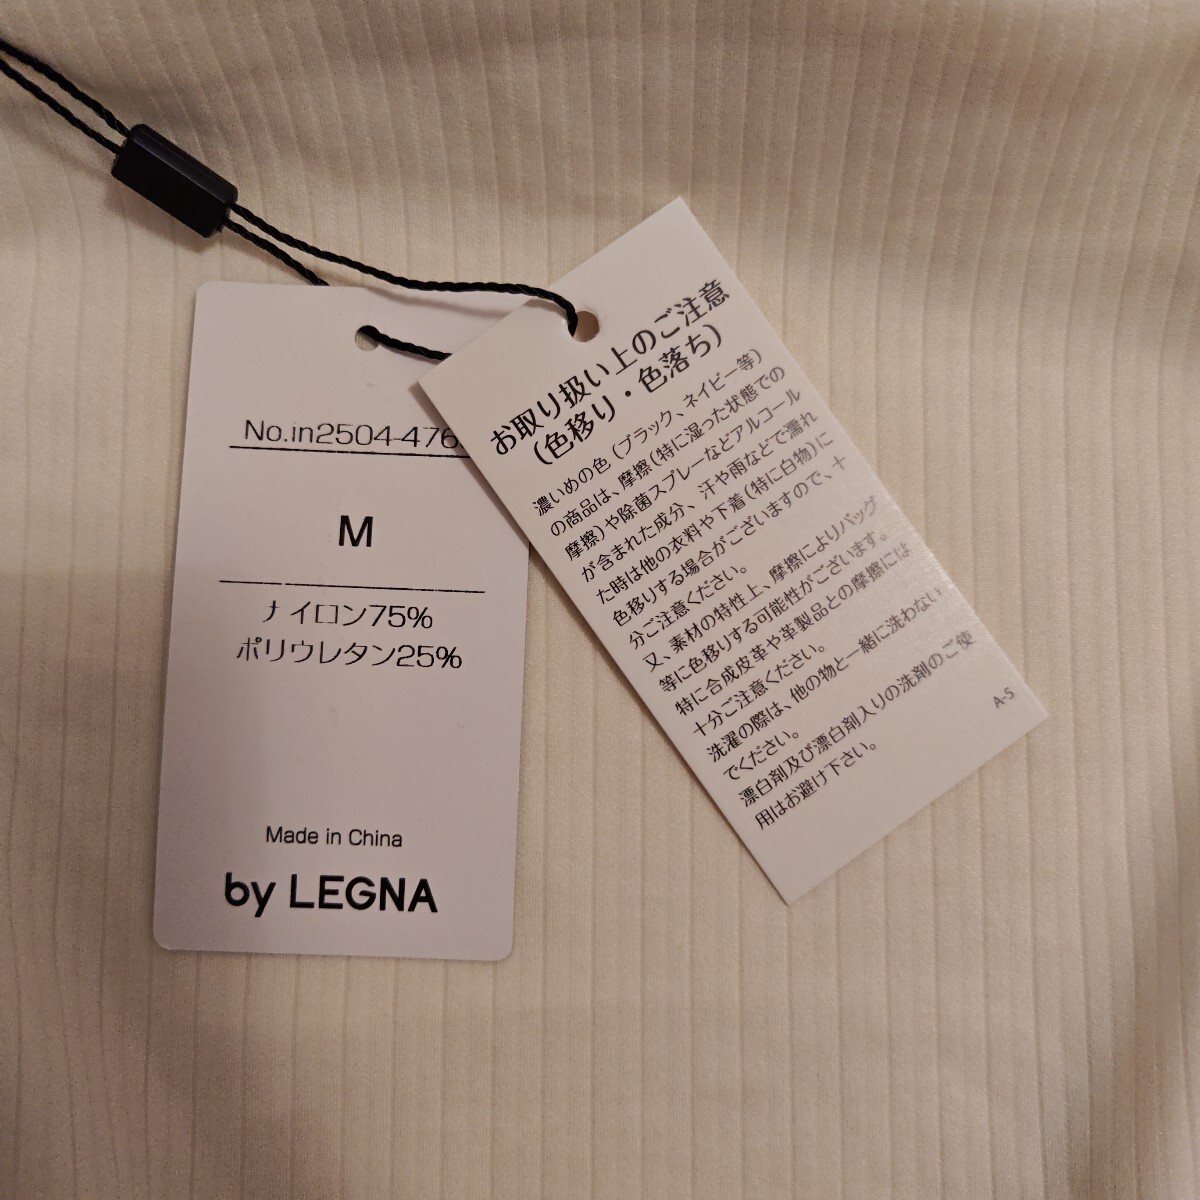 No.in2504-476
M
ナイロン75%
ポリウレタン25%
Made in China
by LEGNA
お取り扱い上のご注意
(色移り・色落ち)
濃いめの色(ブラック、ネイビー等)
の商品は、摩擦(特に湿った状態での
摩擦)や除菌スプレーなどアルコール
が含まれた成分、汗や雨などで濡れ
た時は他の衣料や下着(特に白物)に
色移りする場合がございますので、十
分ご注意ください。
又、素材の特性上、摩擦によりバッグ
等に色移りする可能性がございます。
特に合成皮革や革製品との摩擦には
十分ご注意ください。
洗濯の際は、他の物と一緒に洗わない
でください。
漂白剤及び漂白剤入りの洗剤のご使
用はお避け下さい。
A-5